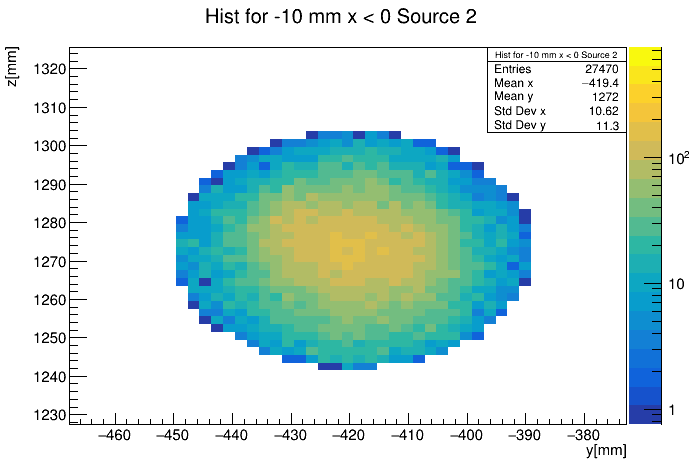 Hist for -10 mm x < 0 Source 2
z[mm]
Hist for -10 mm x < 0 Source 2
Entries 27470
Mean x −419.4
Mean y 1272
Std Dev x 10.62
Std Dev y 11.3
1320
1310
1300
1290
1280
1270
1260
1250
1240
1230
10²
10
1
−460 −450 −440 −430 −420 −410 −400 −390 −380
y[mm]